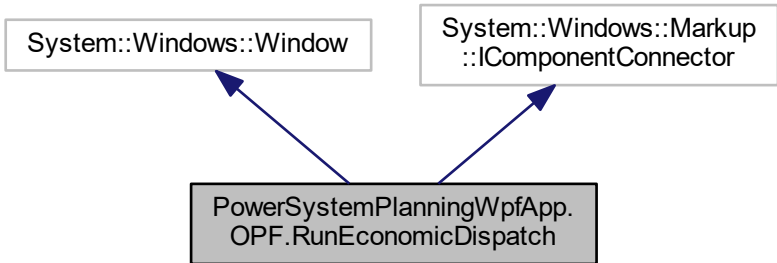 System::Windows::Window
System::Windows::Markup
::IComponentConnector
PowerSystemPlanningWpfApp.
OPF.RunEconomicDispatch